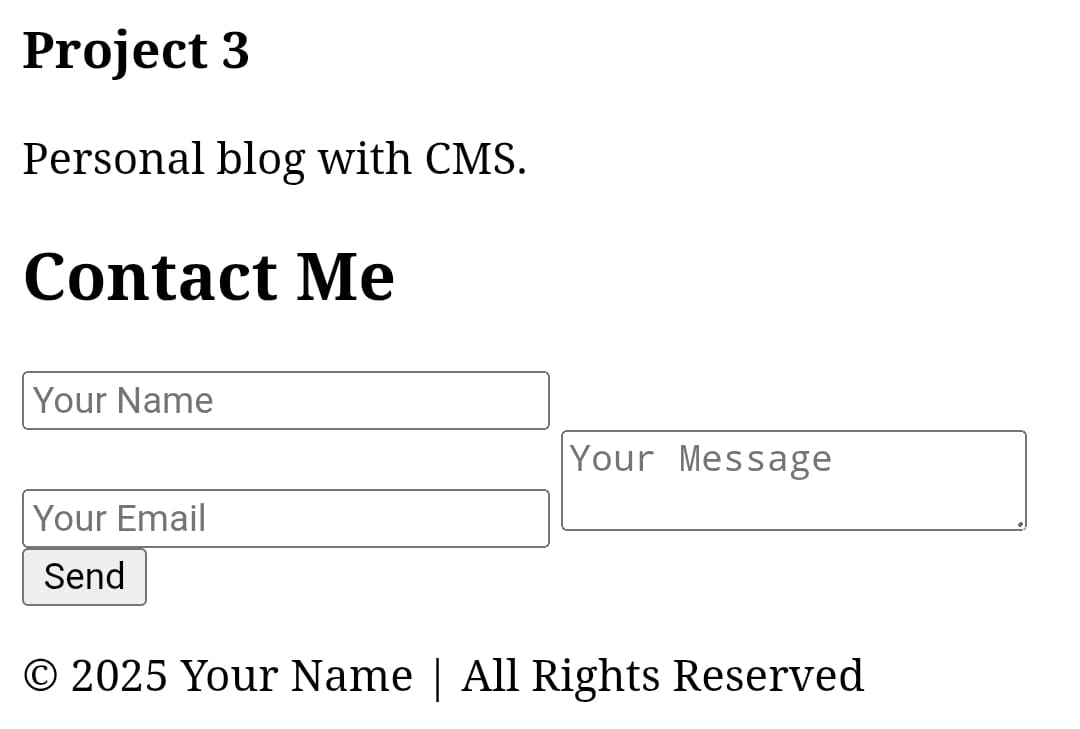 Project 3
Personal blog with CMS.
Contact Me
Your Name
Your Email
Your Message
Send
© 2025 Your Name | All Rights Reserved